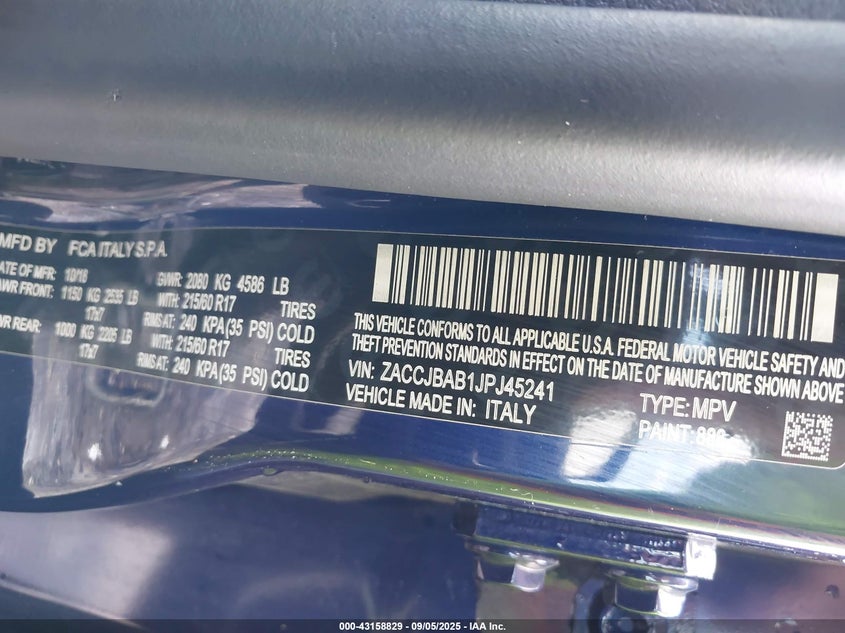 MFD BY FCA ITALY S.P.A.
DATE OF MFR: 10/18 GVWR: 2080 KG 4586 LB
AWR FRONT: 1150 KG 2535 LB WITH: 215/60 R17 TIRES
17x7 RIMS AT: 240 KPA(35 PSI) COLD
WR REAR: 1000 KG 2205 LB WITH: 215/60 R17 TIRES
17x7 RIMS AT: 240 KPA(35 PSI) COLD
THIS VEHICLE CONFORMS TO ALL APPLICABLE U.S.A. FEDERAL MOTOR VEHICLE SAFETY AND
THEFT PREVENTION STANDARDS IN EFFECT ON THE DATE OF MANUFACTURE SHOWN ABOVE
VIN: ZACCJBAB1JPJ45241 TYPE: MPV
VEHICLE MADE IN: ITALY PAINT:
000-43158829 - 09/05/2025 - IAA Inc.